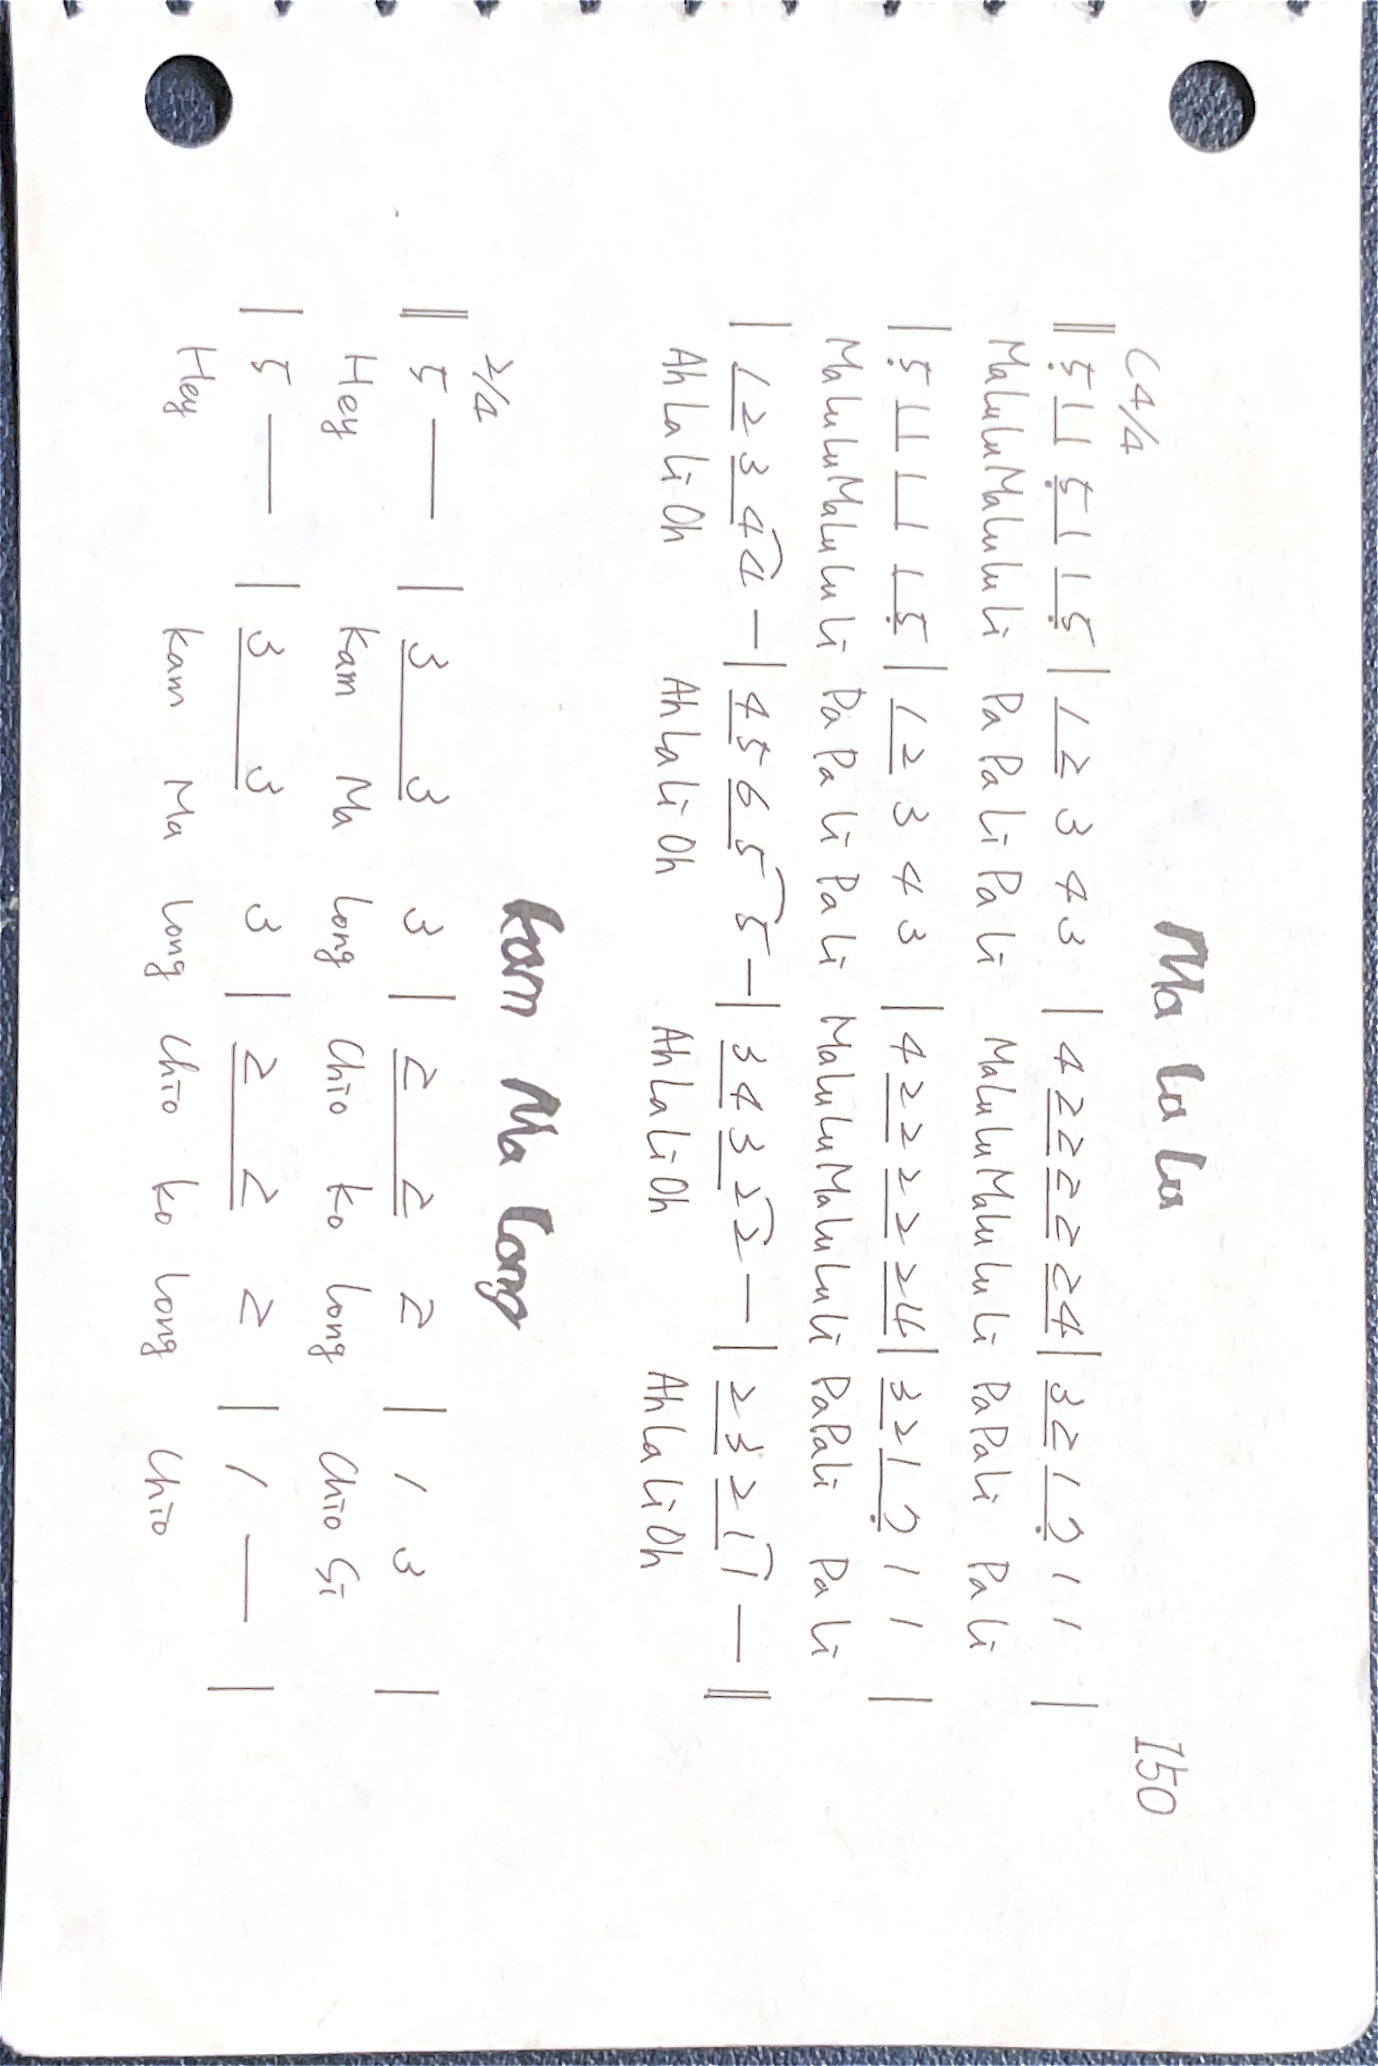 Ma La Lu
150
C 4/4
‖ 5̣ 1 1 5̣ 1 1 5̣ | 1 2 3 4 3 | 4 2 2 2 2 2 4 | 3 2 1 7̣ 1 1 |
Ma Lu Lu Ma Lu Lu Li Pa Pa Li Pa Li Ma Lu Lu Ma Lu Lu Li Pa Pa Li Pa Li
| 5̣ 1 1 1 1 1 5̣ | 1 2 3 4 3 | 4 2 2 2 2 2 4 | 3 2 1 7̣ 1 1 |
Ma Lu Lu Ma Lu Lu Li Pa Pa Li Pa Li Ma Lu Lu Ma Lu Lu Li Pa Pa Li Pa Li
| 1 2 3 4 4 — | 4 5 6 5 5 — | 3 4 3 2 2 — | 2 3 2 1 1 — ‖
Ah La Li Oh Ah La Li Oh Ah La Li Oh Ah La Li Oh
Kam Ma Long
2/4
‖ 5 — | 3 3 3 | 2 2 2 | 1 3 |
Hey Kam Ma Long Chio Ko Long Chio Si
| 5 — | 3 3 3 | 2 2 2 | 1 — |
Hey Kam Ma Long Chio Ko Long Chio